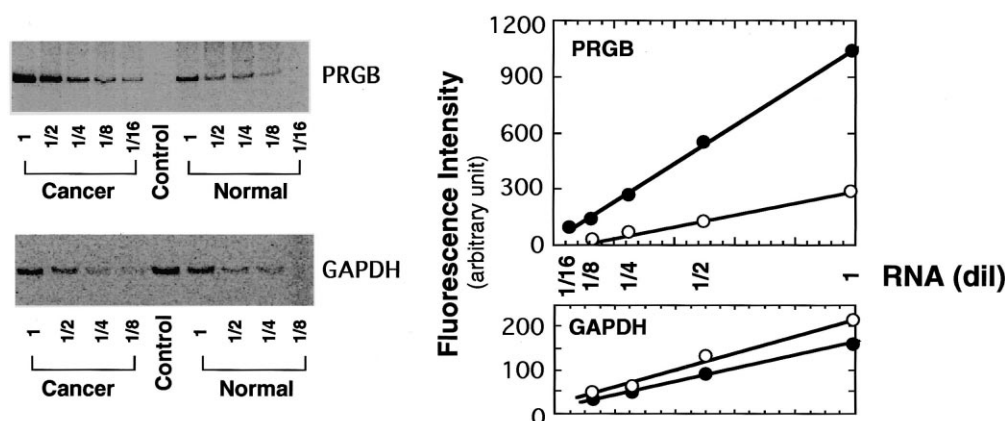 PRGB
1 1/2 1/4 1/8 1/16 Control 1 1/2 1/4 1/8 1/16
Cancer Normal
GAPDH
1 1/2 1/4 1/8 Control 1 1/2 1/4 1/8
Cancer Normal
Fluorescence Intensity
(arbitrary unit)
1200
PRGB
900
600
300
0
1/16 1/8 1/4 1/2 1 RNA (dil)
GAPDH
200
100
0